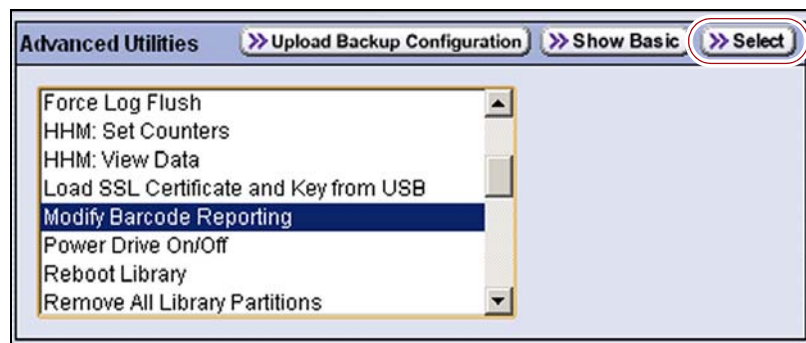 Advanced Utilities >> Upload Backup Configuration >> Show Basic >> Select
Force Log Flush
HHM: Set Counters
HHM: View Data
Load SSL Certificate and Key from USB
Modify Barcode Reporting
Power Drive On/Off
Reboot Library
Remove All Library Partitions